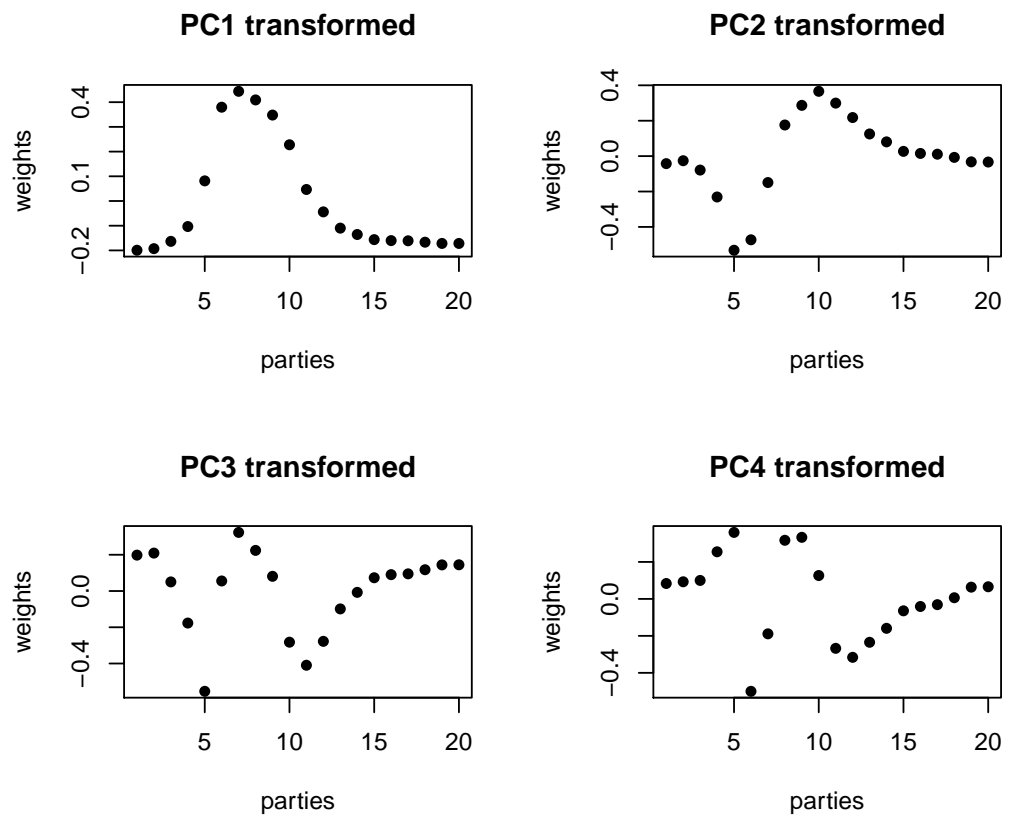 PC1 transformed
weights
0.4
0.1
−0.2
5 10 15 20
parties
PC2 transformed
weights
0.4
0.0
−0.4
5 10 15 20
parties
PC3 transformed
weights
0.0
−0.4
5 10 15 20
parties
PC4 transformed
weights
0.0
−0.4
5 10 15 20
parties